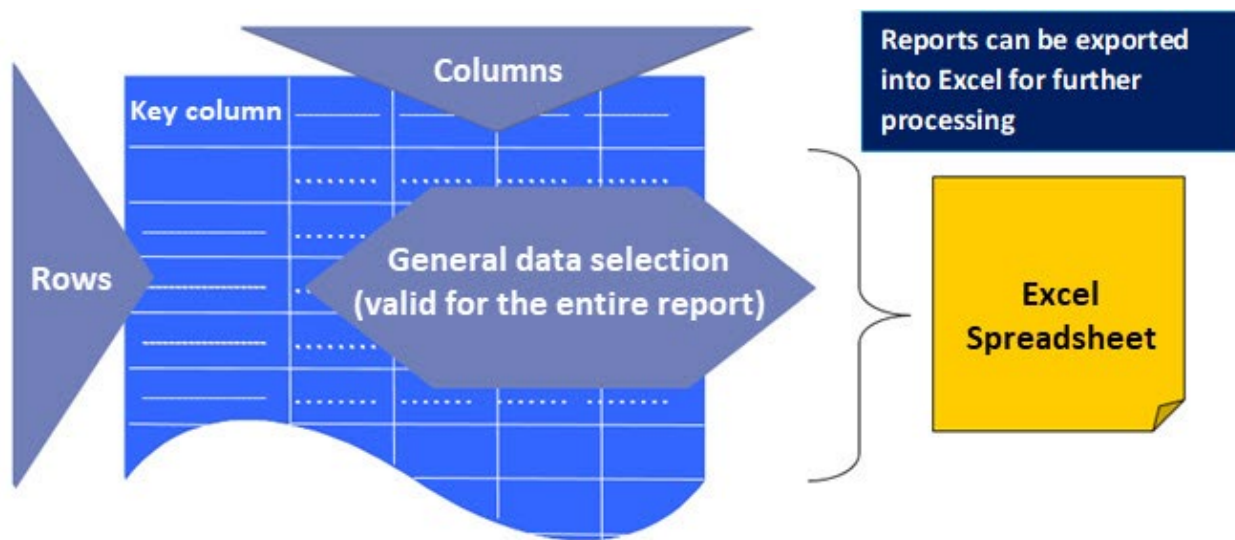 Columns
Reports can be exported
into Excel for further
processing
Key column
Rows
General data selection
(valid for the entire report)
Excel
Spreadsheet